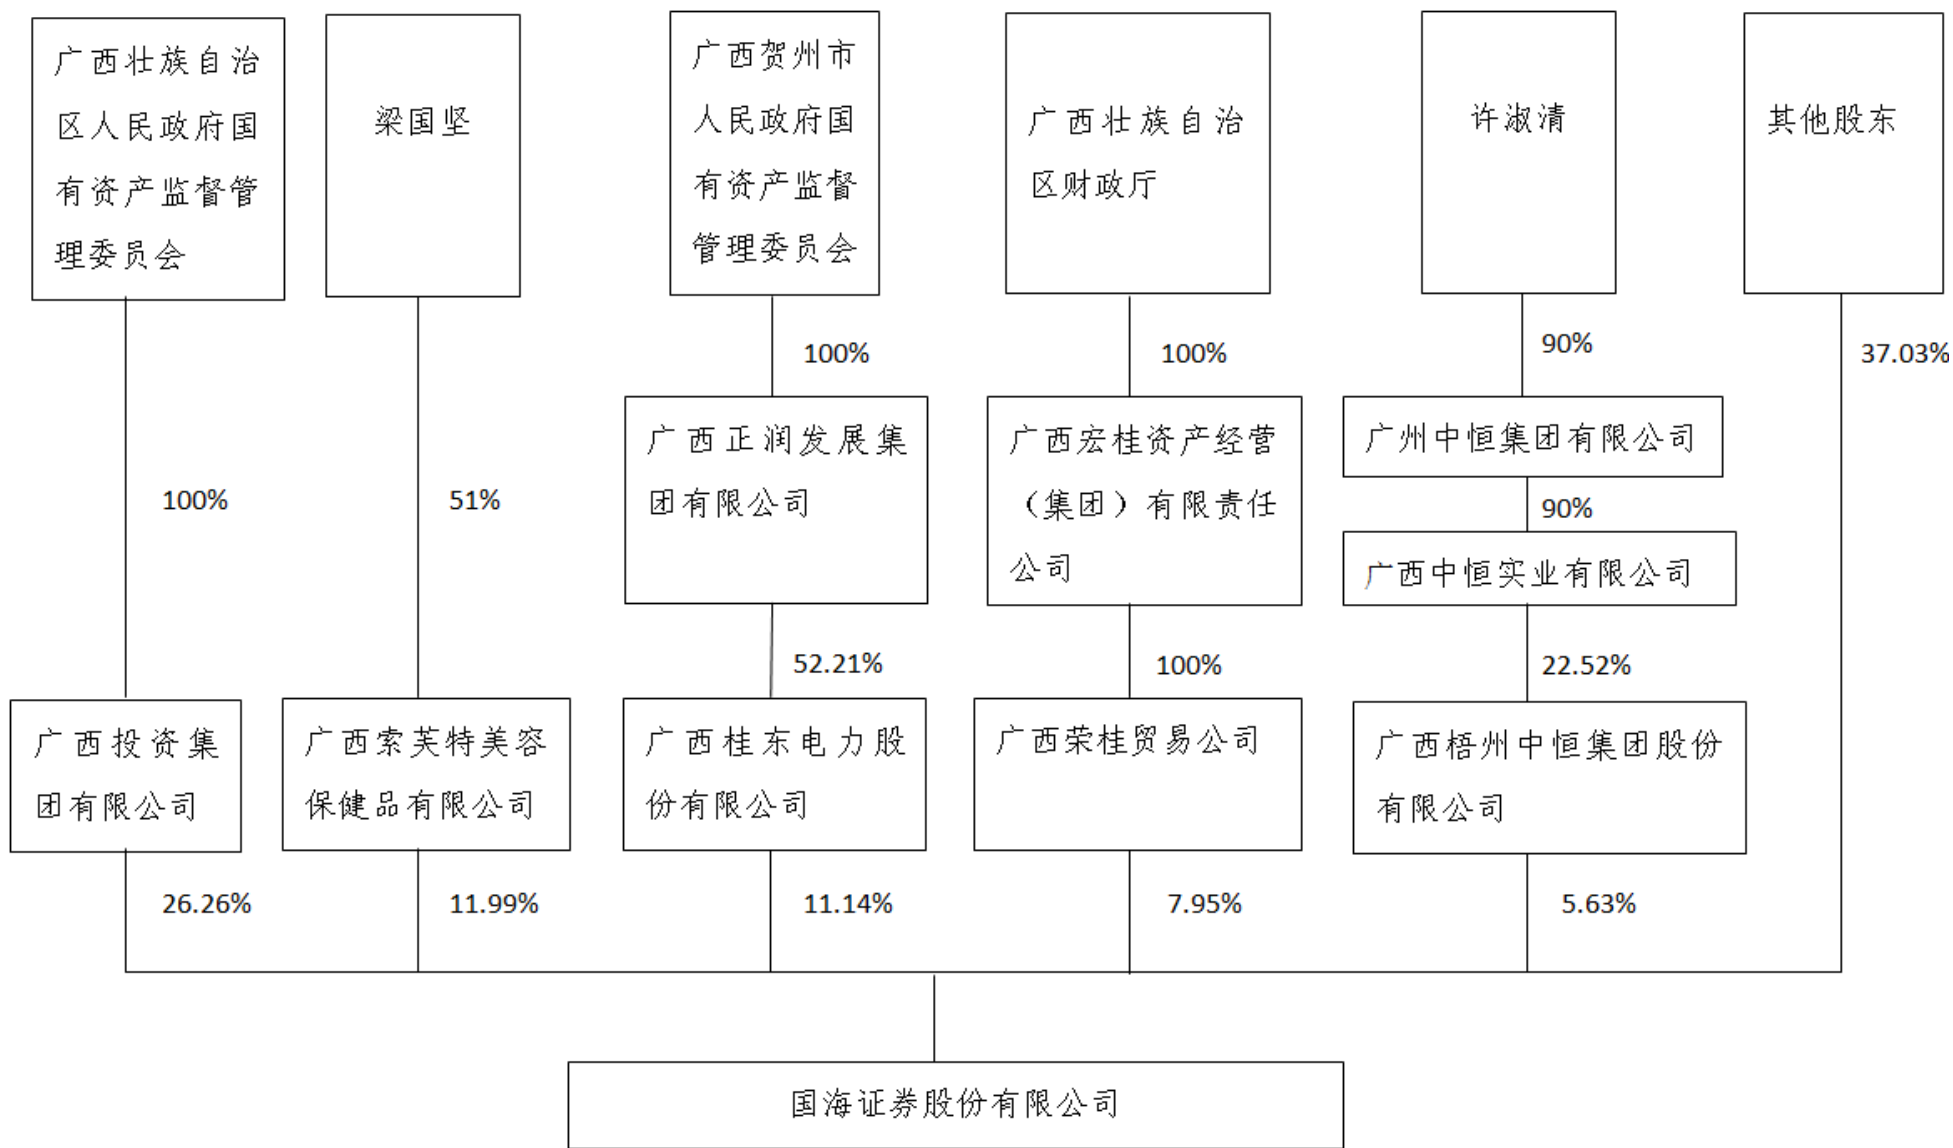 广西壮族自治
区人民政府国
有资产监督管
理委员会
梁国坚
广西贺州市
人民政府国
有资产监督
管理委员会
广西壮族自治
区财政厅
许淑清
其他股东
100%
100%
90%
37.03%
广西正润发展集
团有限公司
广西宏桂资产经营
（集团）有限责任
公司
广州中恒集团有限公司
100%
51%
90%
广西中恒实业有限公司
52.21%
100%
22.52%
广西投资集
团有限公司
广西索芙特美容
保健品有限公司
广西桂东电力股
份有限公司
广西荣桂贸易公司
广西梧州中恒集团股份
有限公司
26.26%
11.99%
11.14%
7.95%
5.63%
国海证券股份有限公司